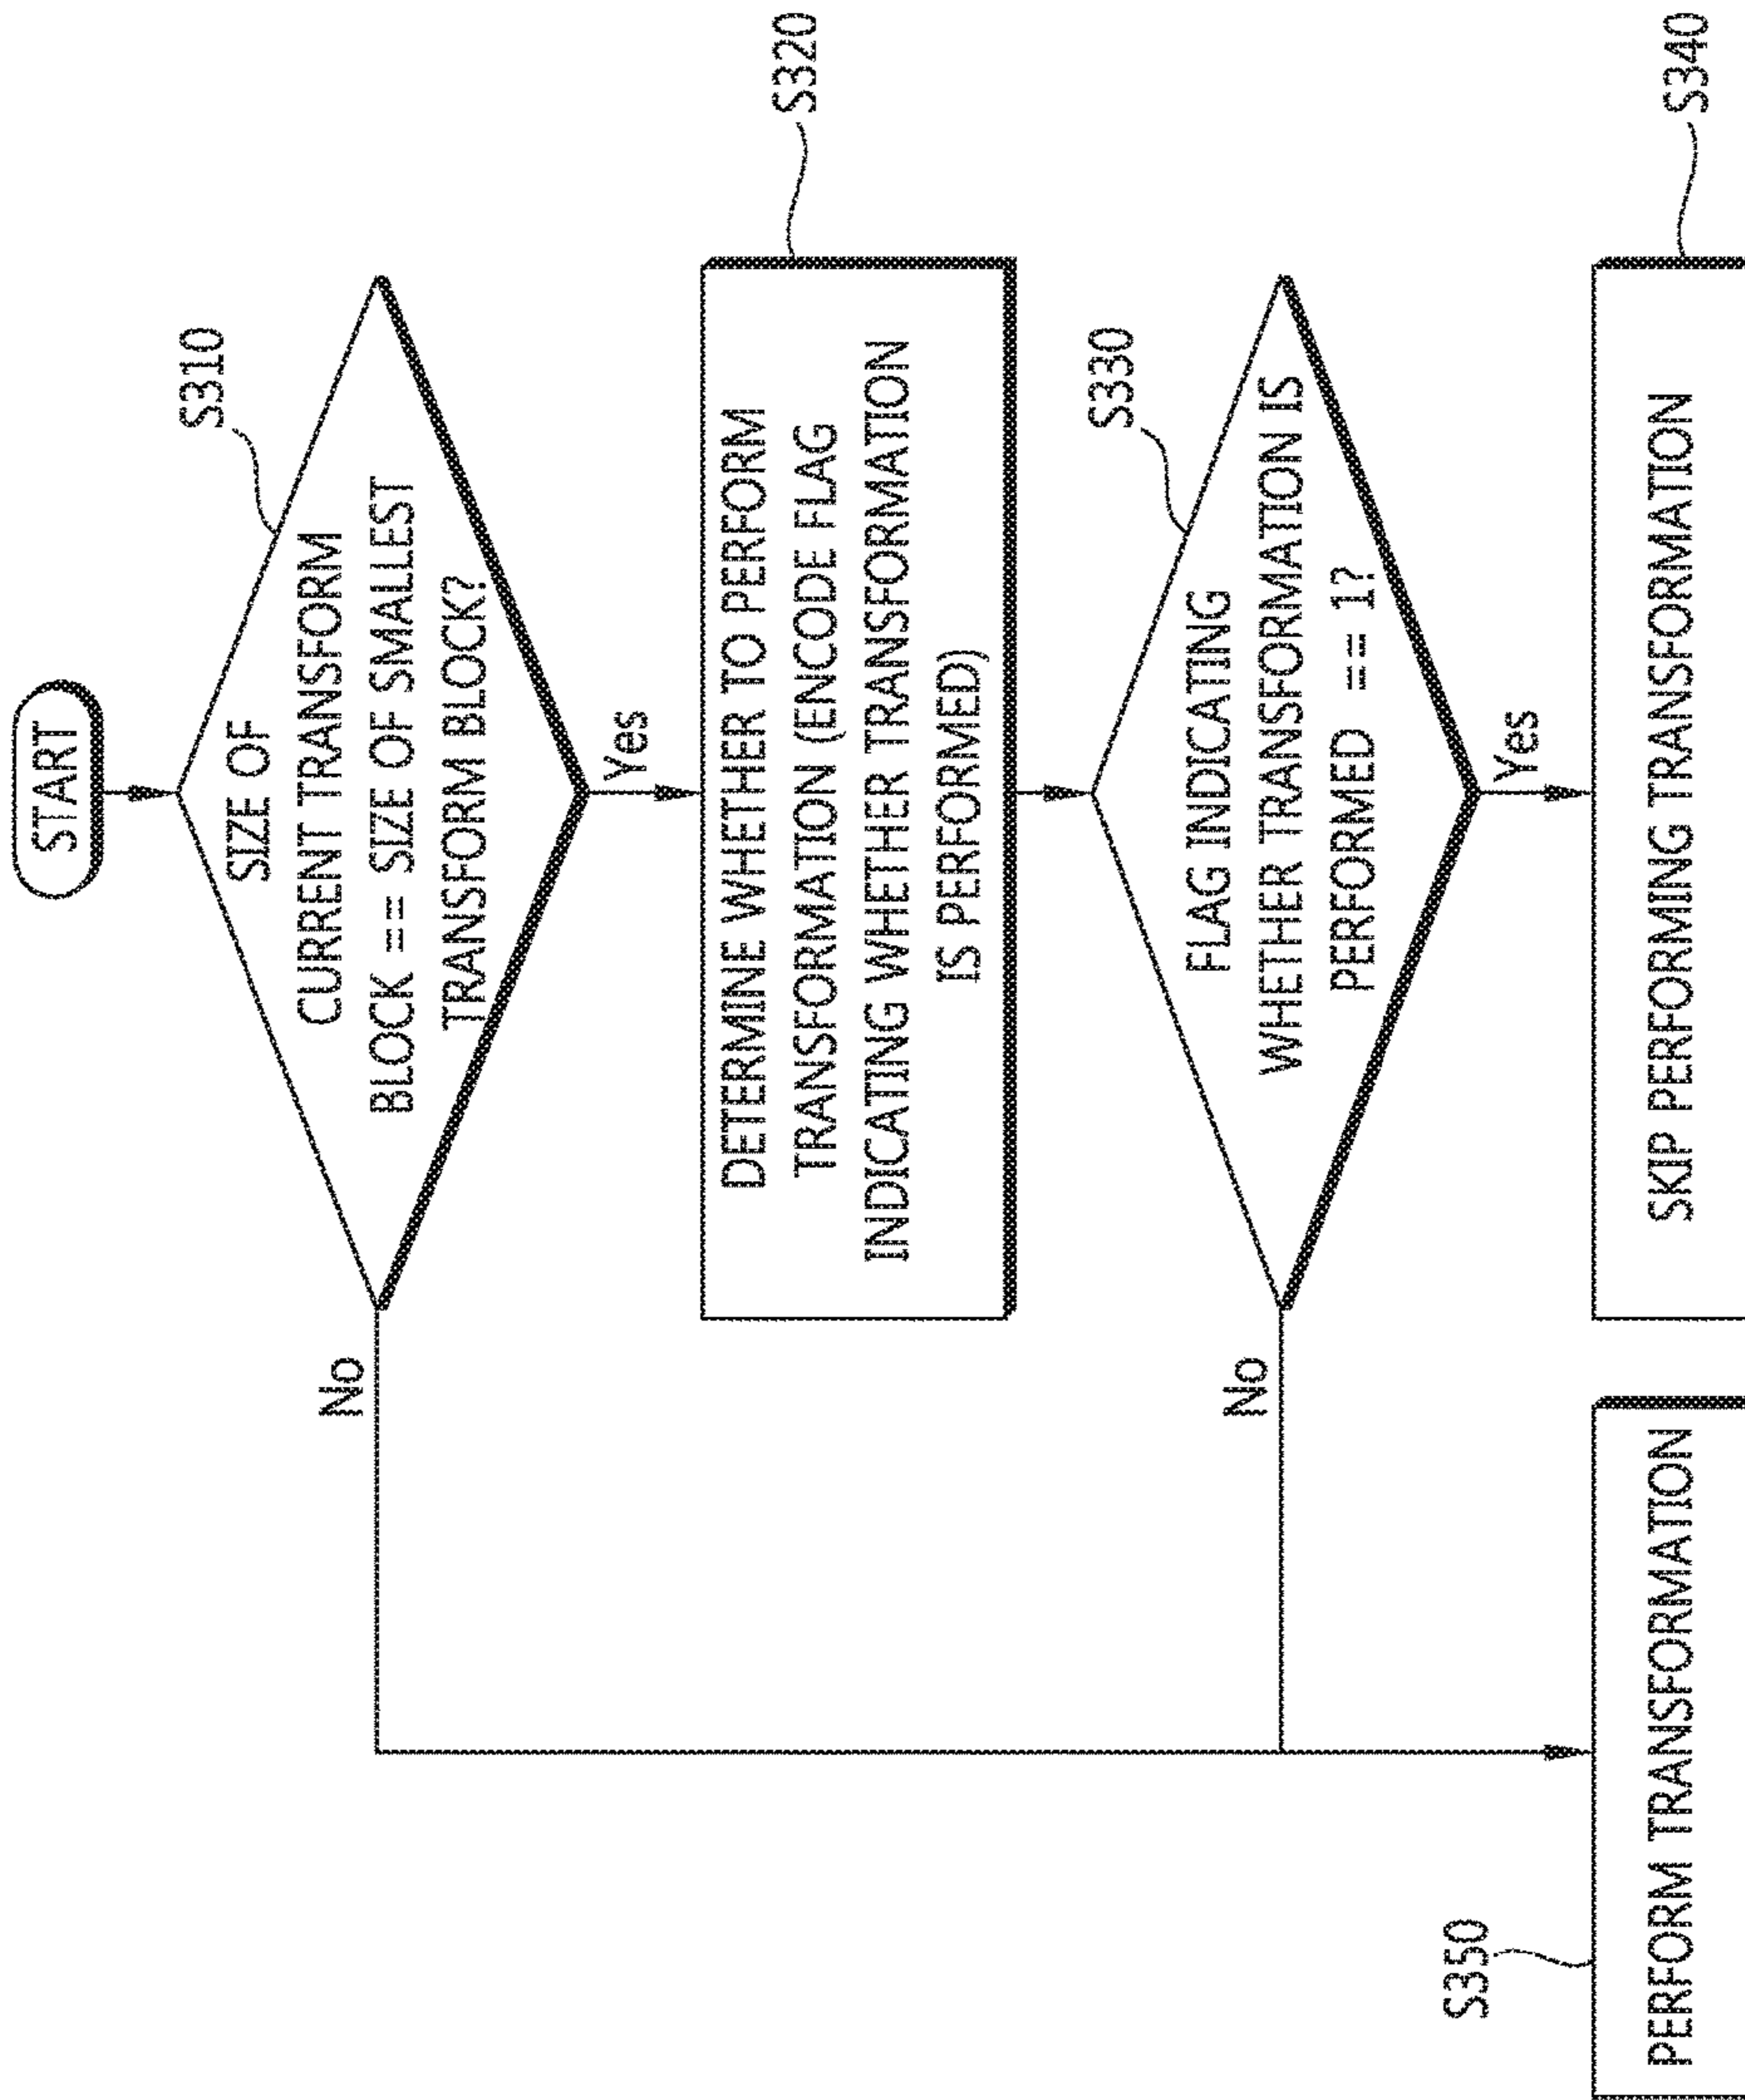 START
S310
SIZE OF
CURRENT TRANSFORM
BLOCK == SIZE OF SMALLEST
TRANSFORM BLOCK?
No
Yes
S320
DETERMINE WHETHER TO PERFORM
TRANSFORMATION (ENCODE FLAG
INDICATING WHETHER TRANSFORMATION
IS PERFORMED)
S330
FLAG INDICATING
WHETHER TRANSFORMATION IS
PERFORMED == 1?
No
Yes
S350
PERFORM TRANSFORMATION
S340
SKIP PERFORMING TRANSFORMATION